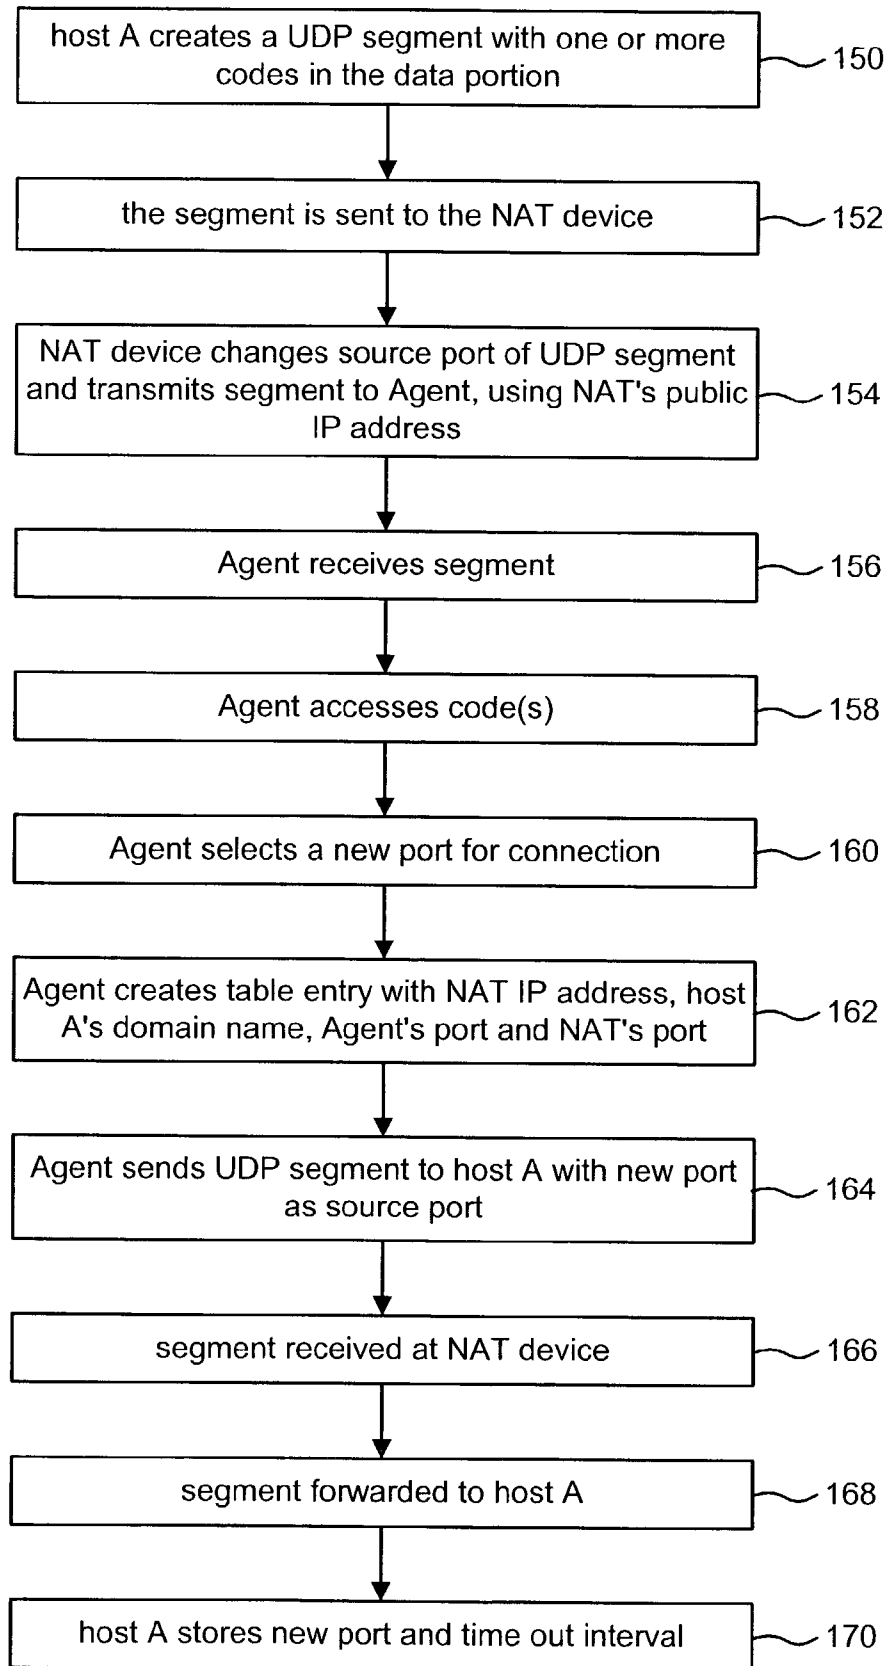 host A creates a UDP segment with one or more
codes in the data portion
150
the segment is sent to the NAT device
152
NAT device changes source port of UDP segment
and transmits segment to Agent, using NAT's public
IP address
154
Agent receives segment
156
Agent accesses code(s)
158
Agent selects a new port for connection
160
Agent creates table entry with NAT IP address, host
A's domain name, Agent's port and NAT's port
162
Agent sends UDP segment to host A with new port
as source port
164
segment received at NAT device
166
segment forwarded to host A
168
host A stores new port and time out interval
170